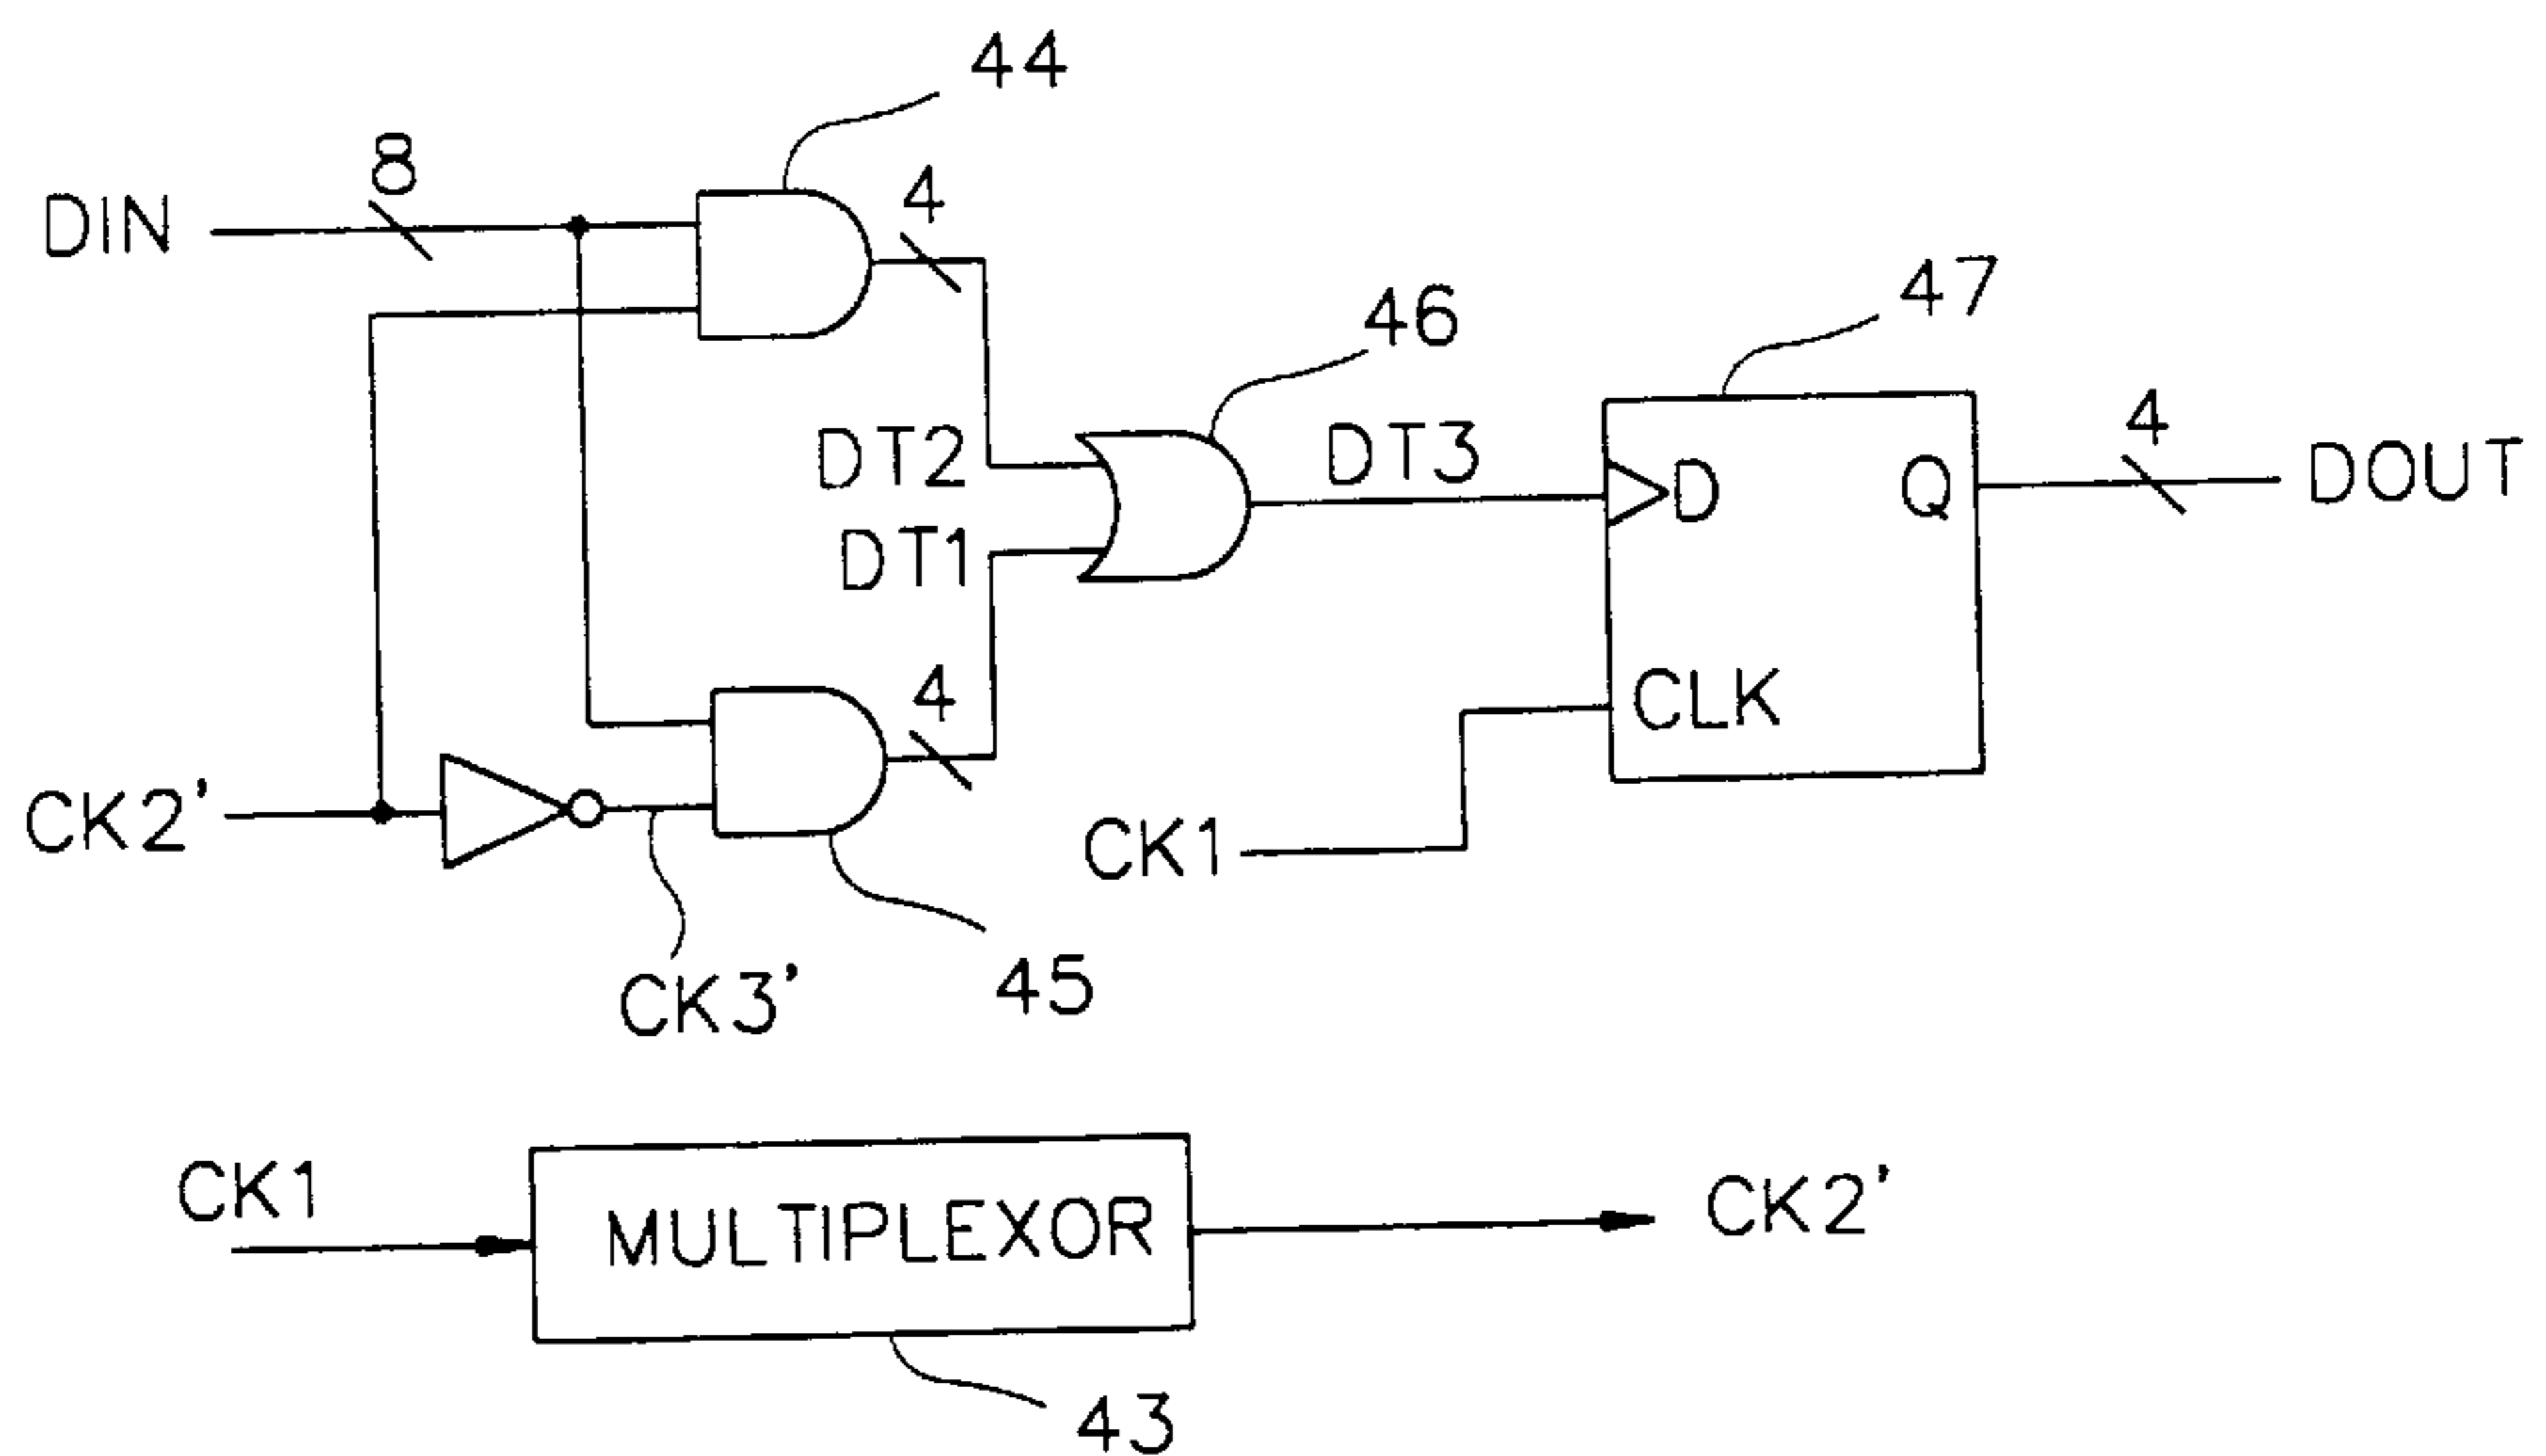 44
8
DIN
4
47
46
4
DT2
DT3
D
Q
DOUT
DT1
4
CLK
CK2'
CK1
CK3'
45
CK1
MULTIPLEXOR
CK2'
43